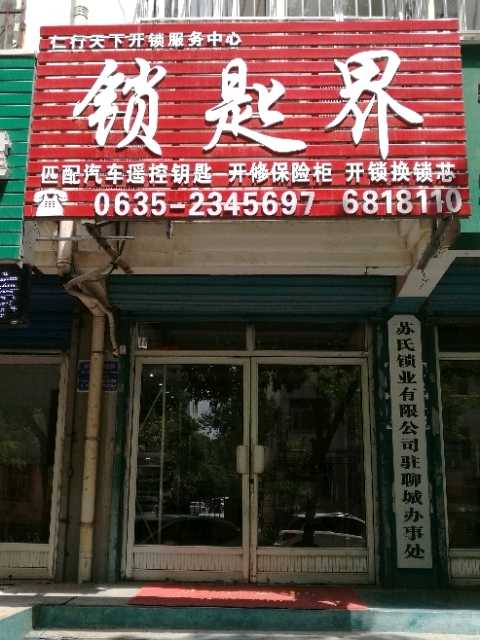 仁行天下开锁服务中心
锁匙界
匹配汽车遥控钥匙 开修保险柜 开锁换锁芯
0635-2345697 6818110
苏氏锁业有限公司驻聊城办事处